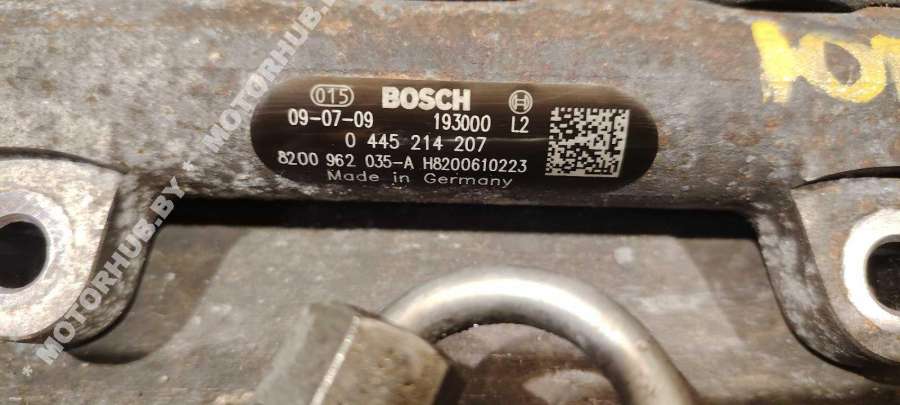 015 BOSCH
09-07-09 193000 L2
0 445 214 207
8200 962 035-A H8200610223
Made in Germany
* MOTORHUB.BY * MOTORHUB
* MOTORHUB.BY